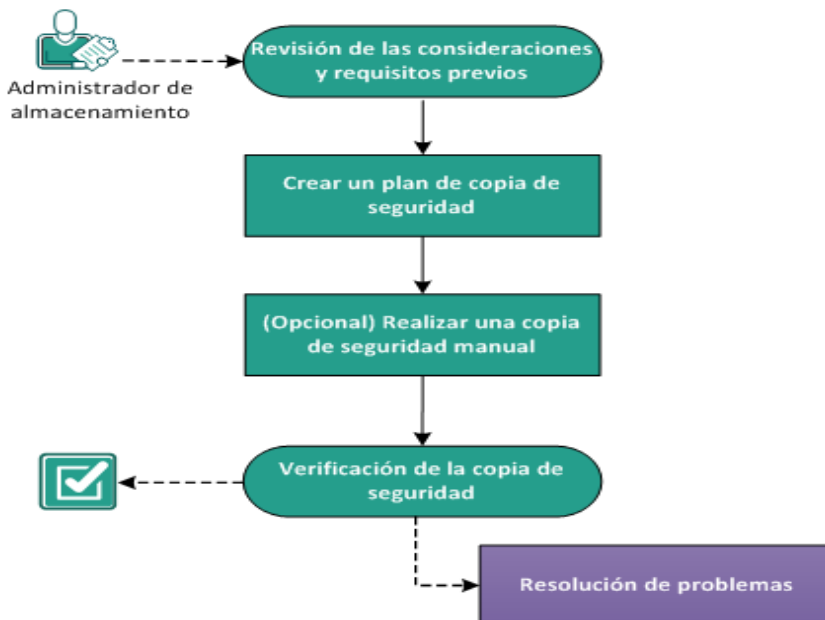 Administrador de
almacenamiento
Revisión de las consideraciones
y requisitos previos
Crear un plan de copia de
seguridad
(Opcional) Realizar una copia
de seguridad manual
Verificación de la copia de
seguridad
Resolución de problemas